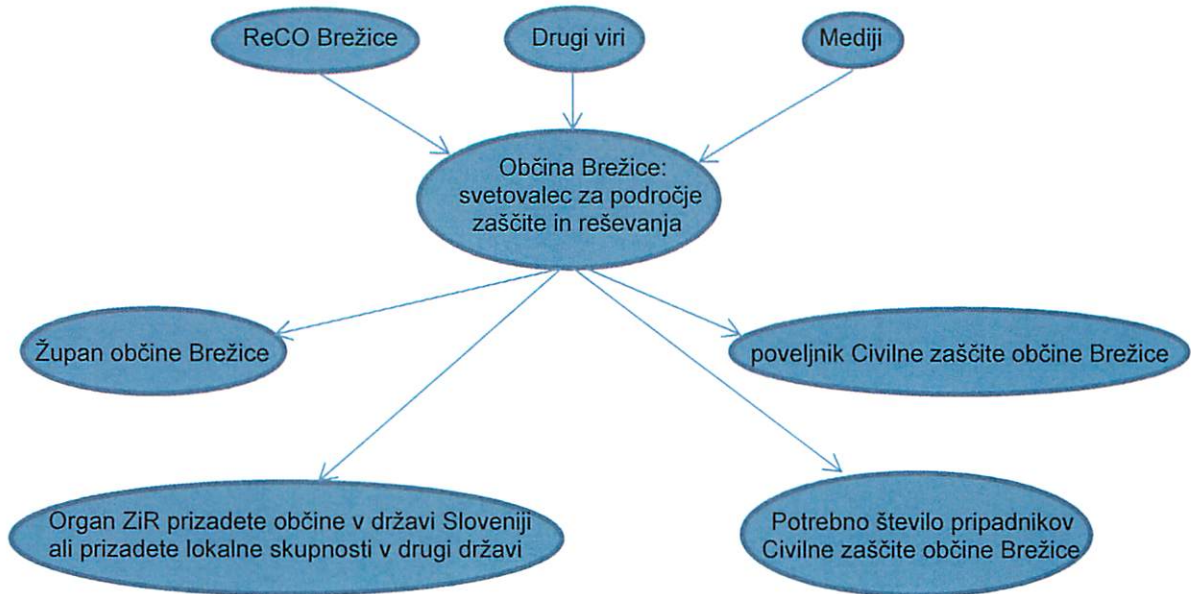 ReCO Brežice
Drugi viri
Mediji
Občina Brežice:
svetovalec za področje
zaščite in reševanja
Župan občine Brežice
poveljnik Civilne zaščite občine Brežice
Organ ZiR prizadete občine v državi Sloveniji
ali prizadete lokalne skupnosti v drugi državi
Potrebno število pripadnikov
Civilne zaščite občine Brežice